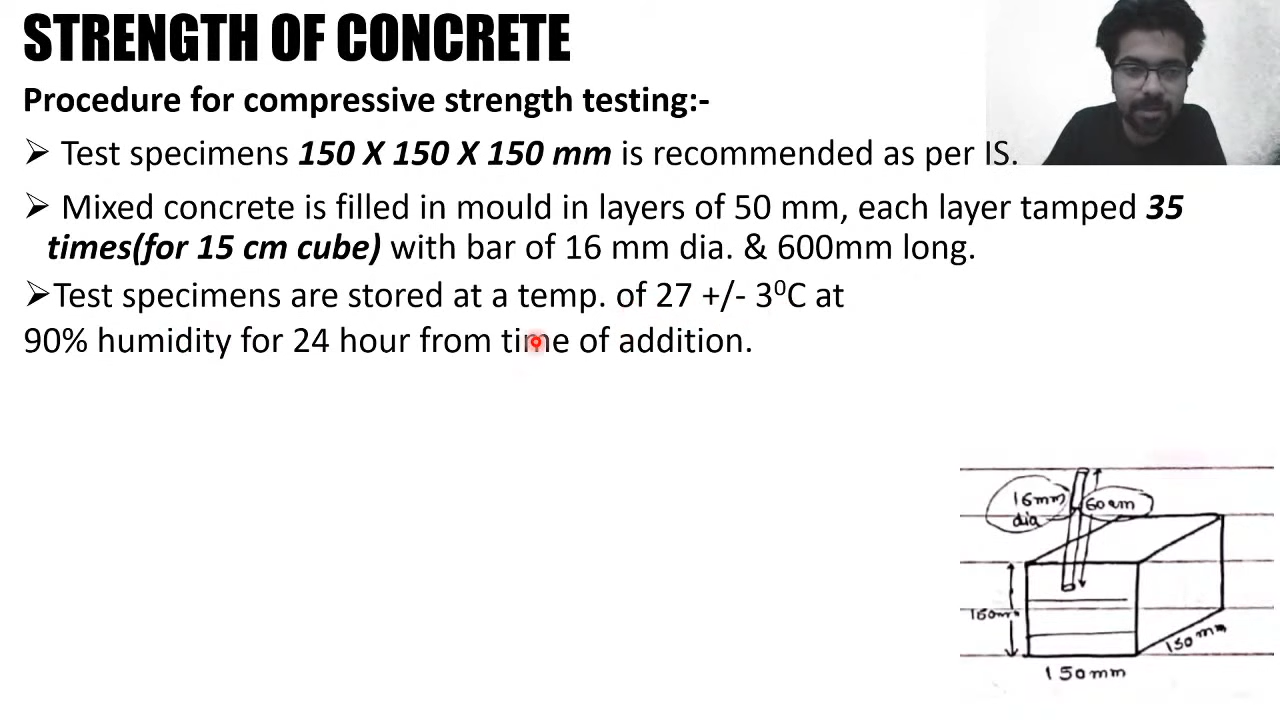 STRENGTH OF CONCRETE
Procedure for compressive strength testing:-
➢ Test specimens 150 X 150 X 150 mm is recommended as per IS.
➢ Mixed concrete is filled in mould in layers of 50 mm, each layer tamped 35
times(for 15 cm cube) with bar of 16 mm dia. & 600mm long.
➢Test specimens are stored at a temp. of 27 +/- 3⁰C at
90% humidity for 24 hour from time of addition.
16mm
dia
60cm
150mm
150mm
150mm